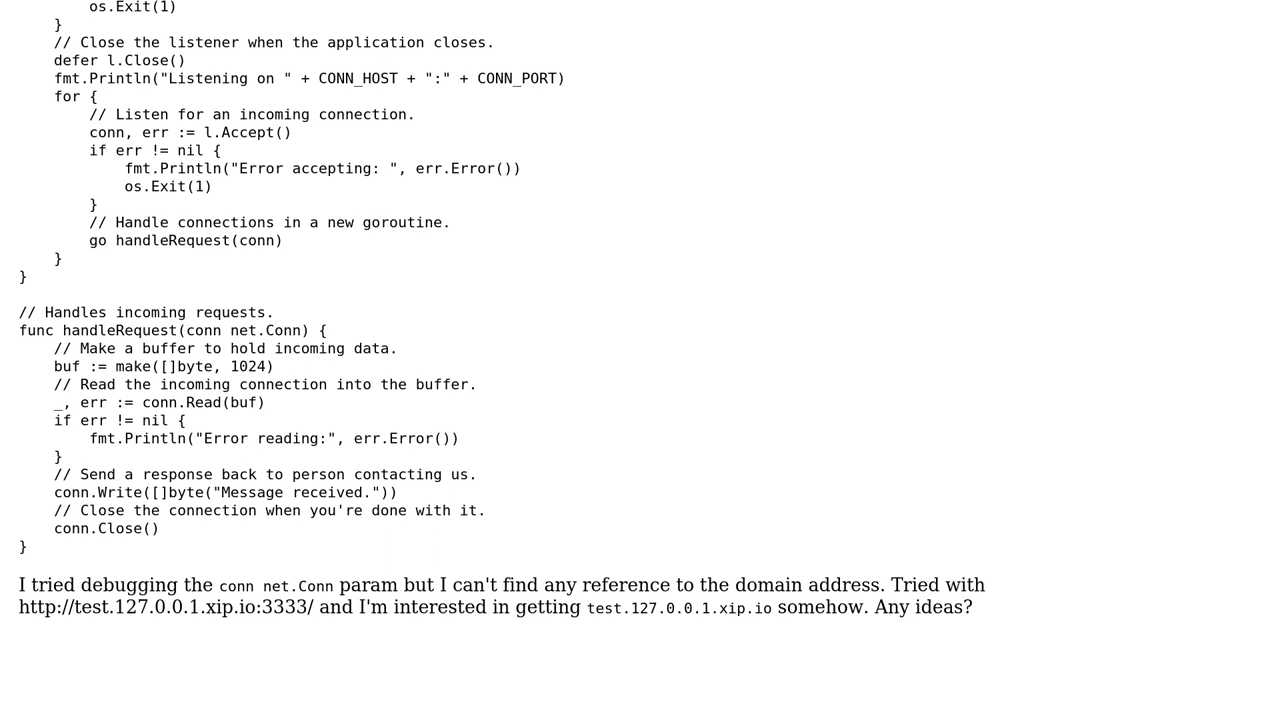 os.Exit(1)
    }
    // Close the listener when the application closes.
    defer l.Close()
    fmt.Println("Listening on " + CONN_HOST + ":" + CONN_PORT)
    for {
        // Listen for an incoming connection.
        conn, err := l.Accept()
        if err != nil {
            fmt.Println("Error accepting: ", err.Error())
            os.Exit(1)
        }
        // Handle connections in a new goroutine.
        go handleRequest(conn)
    }
}

// Handles incoming requests.
func handleRequest(conn net.Conn) {
    // Make a buffer to hold incoming data.
    buf := make([]byte, 1024)
    // Read the incoming connection into the buffer.
    _, err := conn.Read(buf)
    if err != nil {
        fmt.Println("Error reading:", err.Error())
    }
    // Send a response back to person contacting us.
    conn.Write([]byte("Message received."))
    // Close the connection when you're done with it.
    conn.Close()
}

I tried debugging the conn net.Conn param but I can't find any reference to the domain address. Tried with
http://test.127.0.0.1.xip.io:3333/ and I'm interested in getting test.127.0.0.1.xip.io somehow. Any ideas?